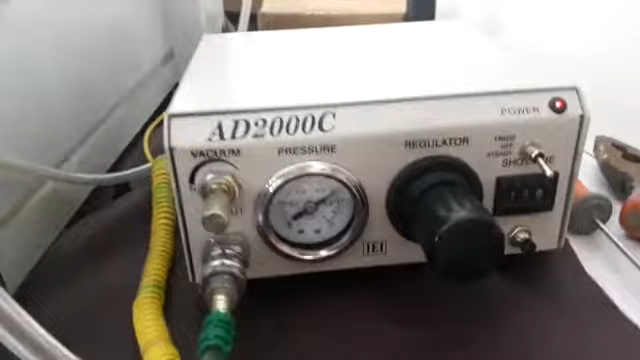 AD2000C
POWER
VACUUM
PRESSURE
REGULATOR
TIMED
OFF
STEADY
IEI